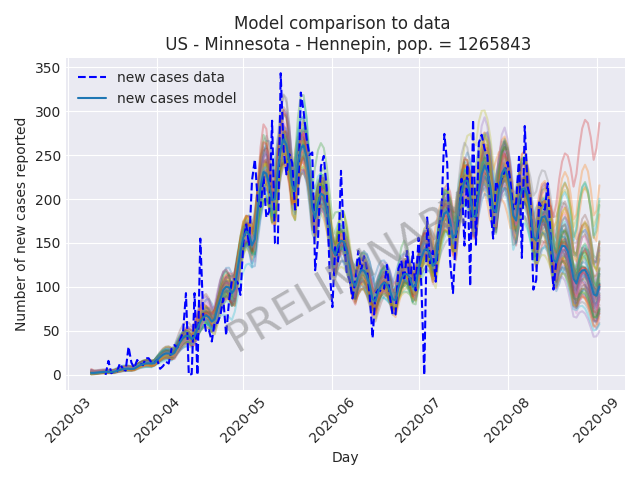 Model comparison to data
US - Minnesota - Hennepin, pop. = 1265843
350
300
250
200
150
100
50
0
Number of new cases reported
new cases data
new cases model
PRELIMINARY
2020-03
2020-04
2020-05
2020-06
2020-07
2020-08
2020-09
Day